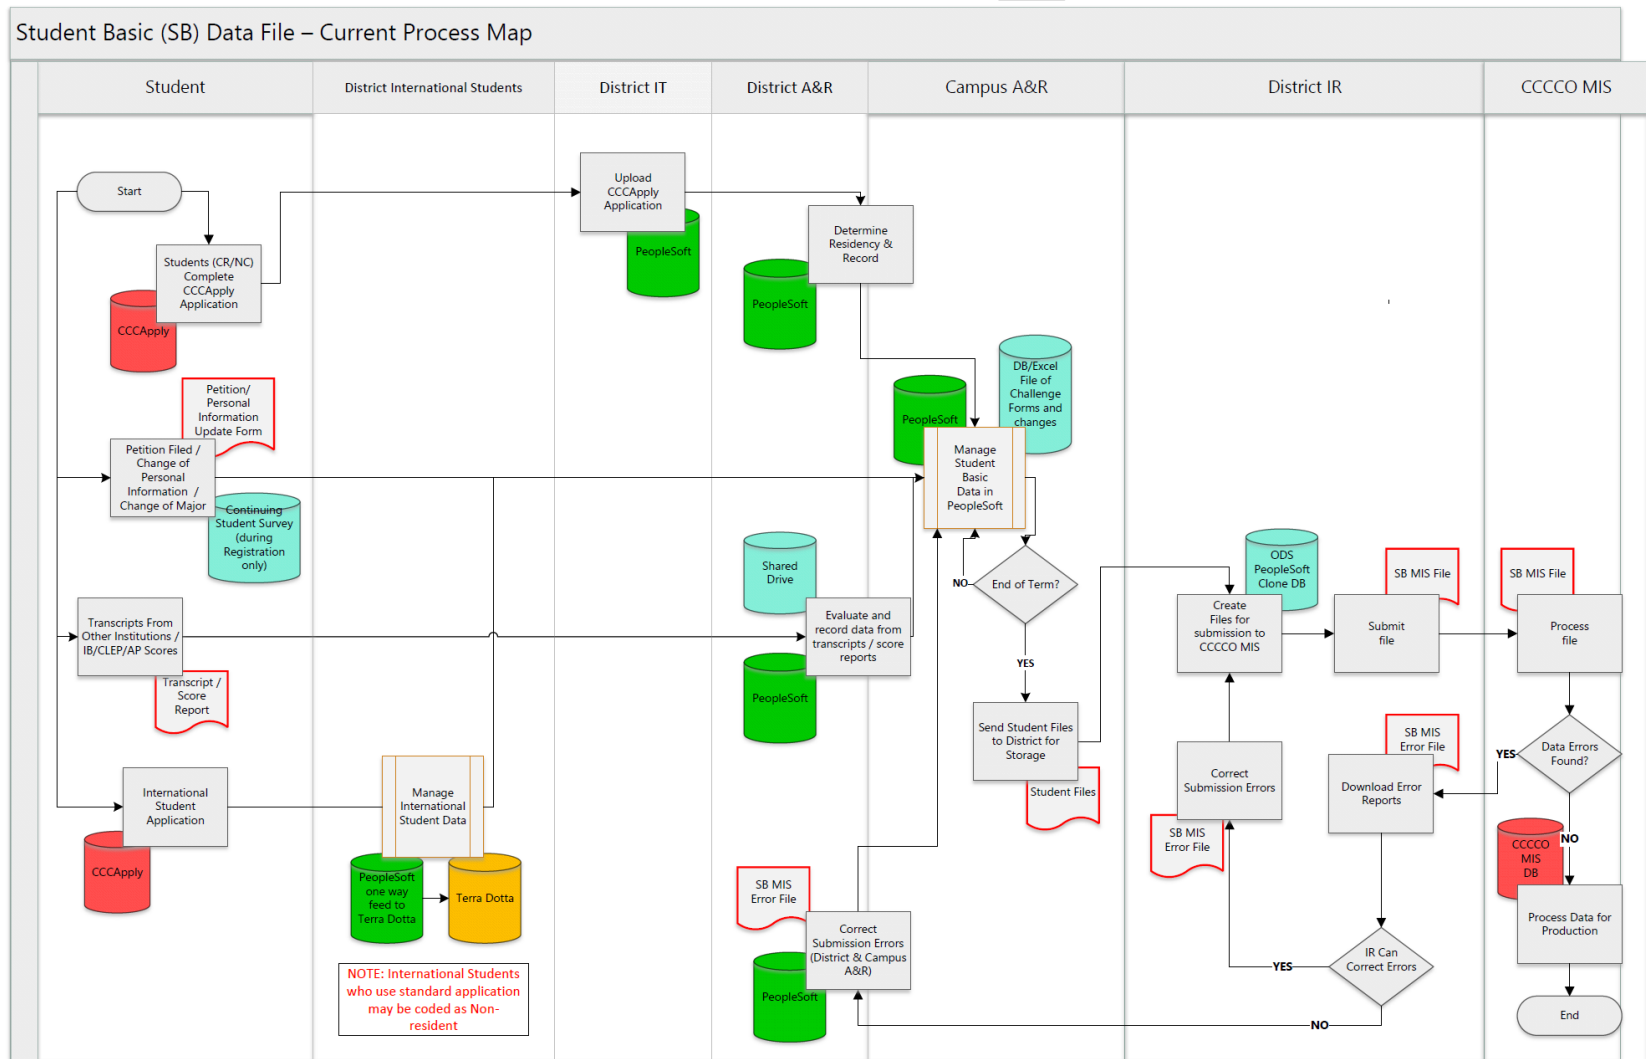 Student Basic (SB) Data File – Current Process Map
Student
District International Students
District IT
District A&R
Campus A&R
District IR
CCCCO MIS
Start
Upload
CCCApply
Application
PeopleSoft
Determine
Residency &
Record
PeopleSoft
Students (CR/NC)
Complete
CCCApply
Application
CCCApply
Petition/
Personal
Information
Update Form
Petition Filed /
Change of
Personal
Information /
Change of Major
Continuing
Student Survey
(during
Registration
only)
PeopleSoft
DB/Excel
File of
Challenge
Forms and
changes
Manage
Student
Basic
Data in
PeopleSoft
NO
End of Term?
YES
Transcripts From
Other Institutions /
IB/CLEP/AP Scores
Transcript /
Score
Report
Shared
Drive
Evaluate and
record data from
transcripts / score
reports
PeopleSoft
Send Student Files
to District for
Storage
Student Files
ODS
PeopleSoft
Clone DB
Create
Files for
submission to
CCCCO MIS
SB MIS File
Submit
file
SB MIS File
Process
file
International
Student
Application
CCCApply
Manage
International
Student Data
PeopleSoft
one way
feed to
Terra Dotta
Terra Dotta
NOTE: International Students
who use standard application
may be coded as Non-
resident
SB MIS
Error File
Correct
Submission Errors
(District & Campus
A&R)
PeopleSoft
Correct
Submission Errors
SB MIS
Error File
SB MIS
Error File
Download Error
Reports
YES
Data Errors
Found?
NO
CCCCO
MIS
DB
Process Data for
Production
IR Can
Correct Errors
YES
NO
End